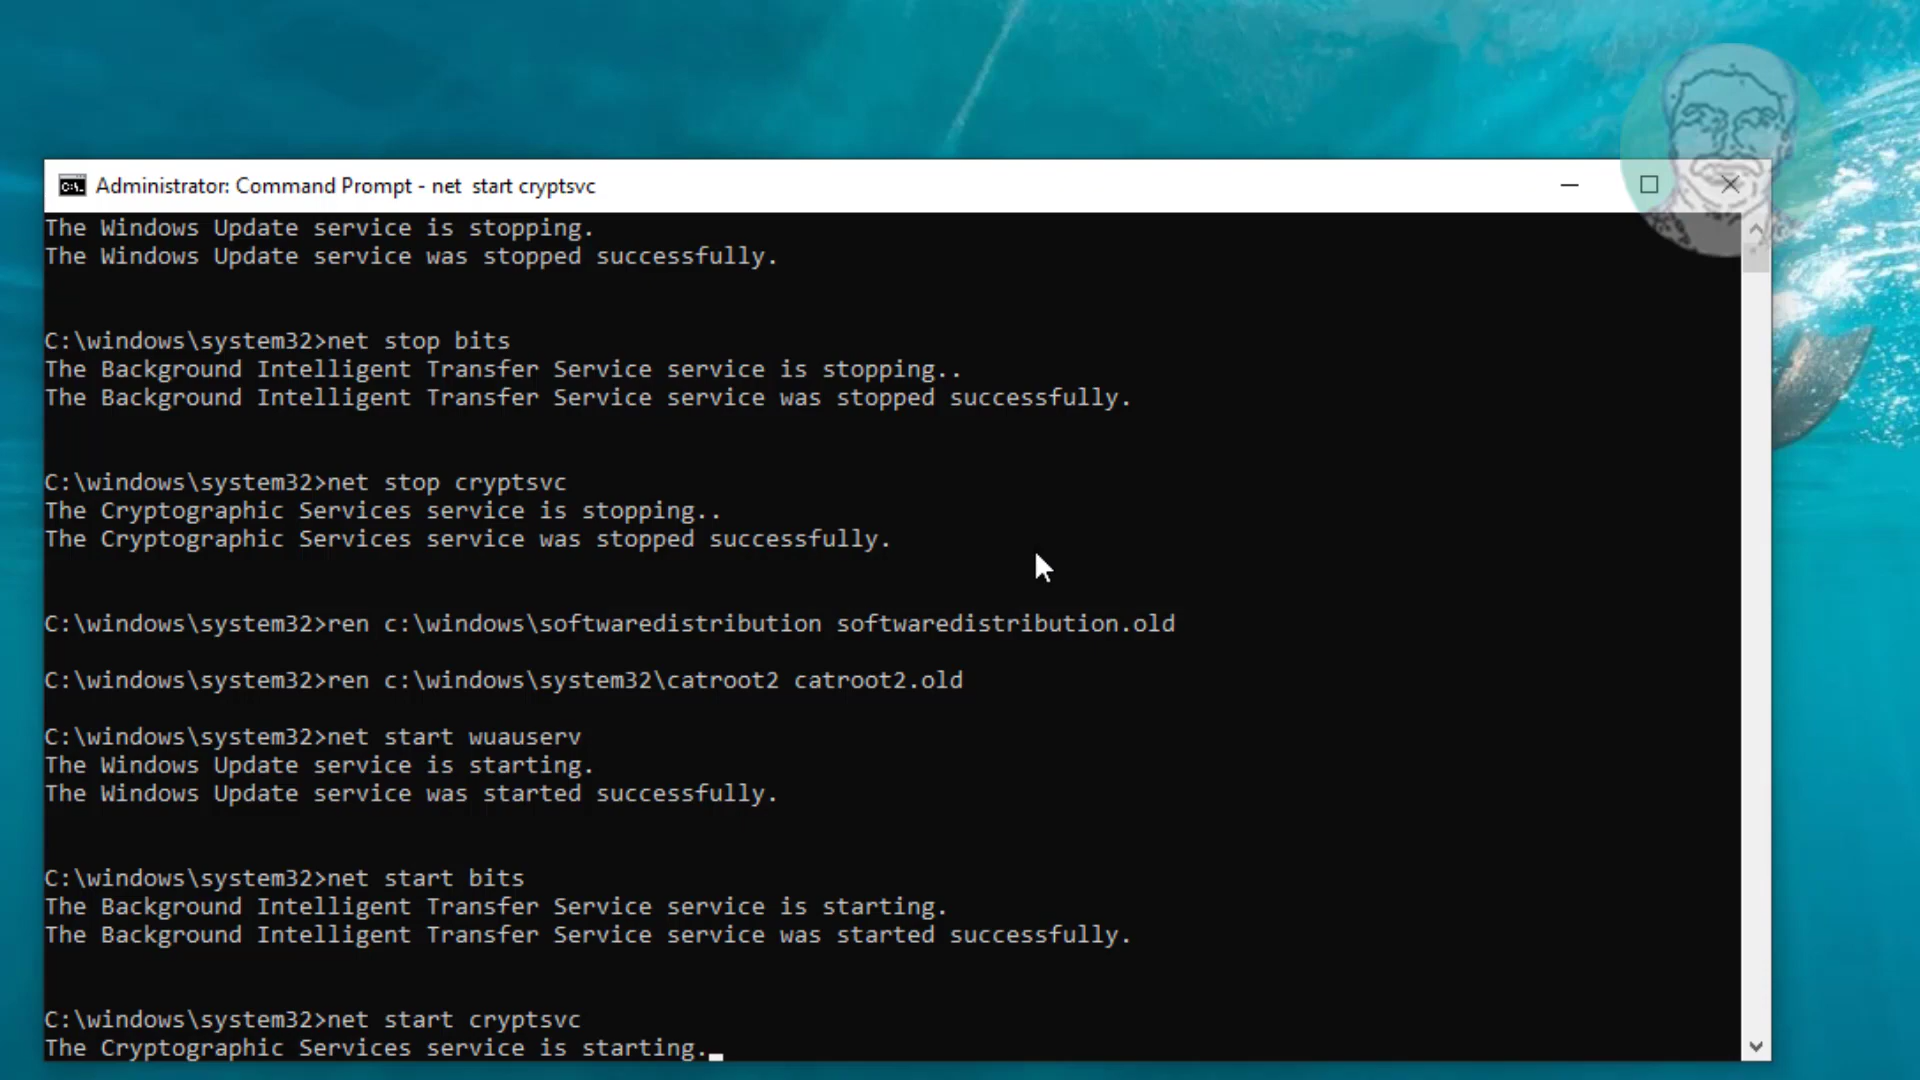 Administrator: Command Prompt - net  start cryptsvc
The Windows Update service is stopping.
The Windows Update service was stopped successfully.
C:\windows\system32>net stop bits
The Background Intelligent Transfer Service service is stopping..
The Background Intelligent Transfer Service service was stopped successfully.
C:\windows\system32>net stop cryptsvc
The Cryptographic Services service is stopping..
The Cryptographic Services service was stopped successfully.
C:\windows\system32>ren c:\windows\softwaredistribution softwaredistribution.old
C:\windows\system32>ren c:\windows\system32\catroot2 catroot2.old
C:\windows\system32>net start wuauserv
The Windows Update service is starting.
The Windows Update service was started successfully.
C:\windows\system32>net start bits
The Background Intelligent Transfer Service service is starting.
The Background Intelligent Transfer Service service was started successfully.
C:\windows\system32>net start cryptsvc
The Cryptographic Services service is starting.